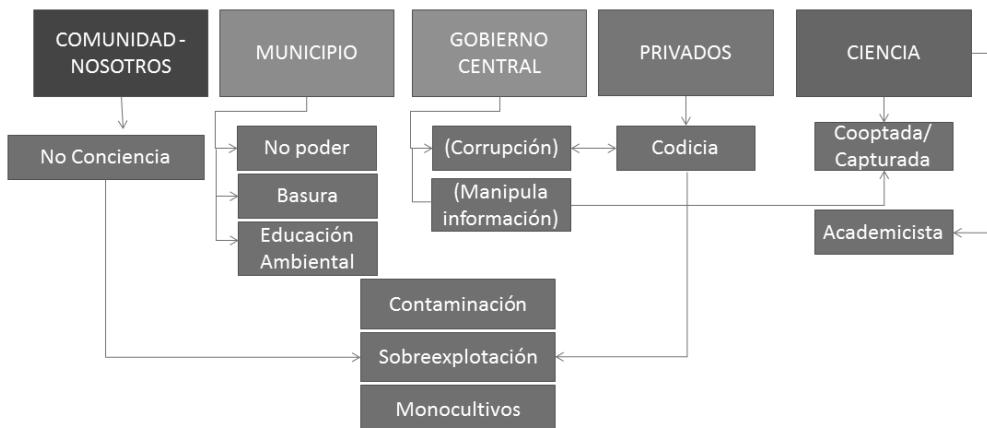 COMUNIDAD -
NOSOTROS
MUNICIPIO
GOBIERNO
CENTRAL
PRIVADOS
CIENCIA
No Conciencia
No poder
(Corrupción)
Codicia
Cooptada/
Capturada
Basura
(Manipula
información)
Educación
Ambiental
Academicista
Contaminación
Sobreexplotación
Monocultivos